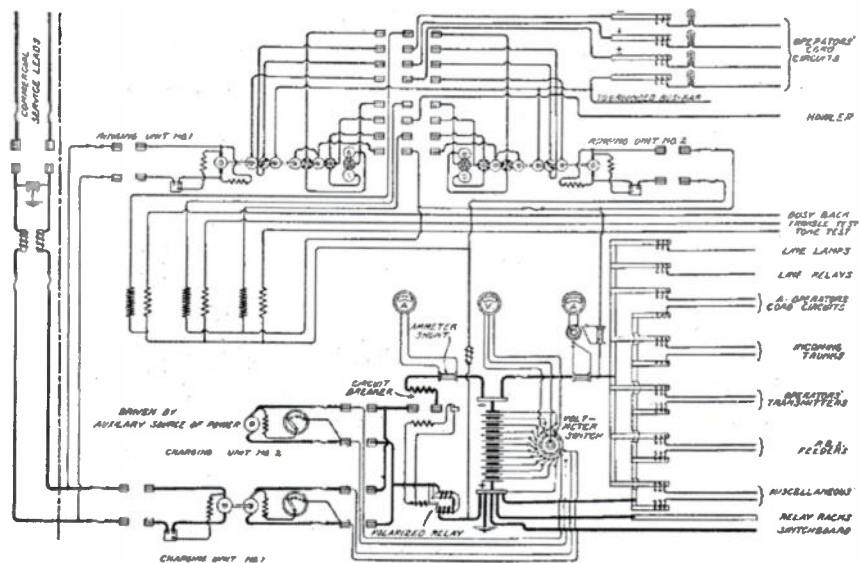 COMMERCIAL
SERVICE LEADS
OPERATORS'
CORD
CIRCUITS
TO GROUNDED BUS-BAR
HOWLER
RINGING UNIT NO. 1
RINGING UNIT NO. 2
BUSY BACK
TROUBLE TEST
TONE TEST
LINE LAMPS
LINE RELAYS
A-OPERATORS
CORD CIRCUITS
AMMETER
SHUNT
INCOMING
TRUNKS
CIRCUIT
BREAKER
OPERATORS'
TRANSMITTERS
DRIVEN BY
AUXILIARY SOURCE OF POWER
VOLT-
METER
SWITCH
CHARGING UNIT NO. 2
P.B.X.
FEEDERS
MISCELLANEOUS
RELAY RACKS
SWITCHBOARD
POLARIZED RELAY
CHARGING UNIT NO. 1